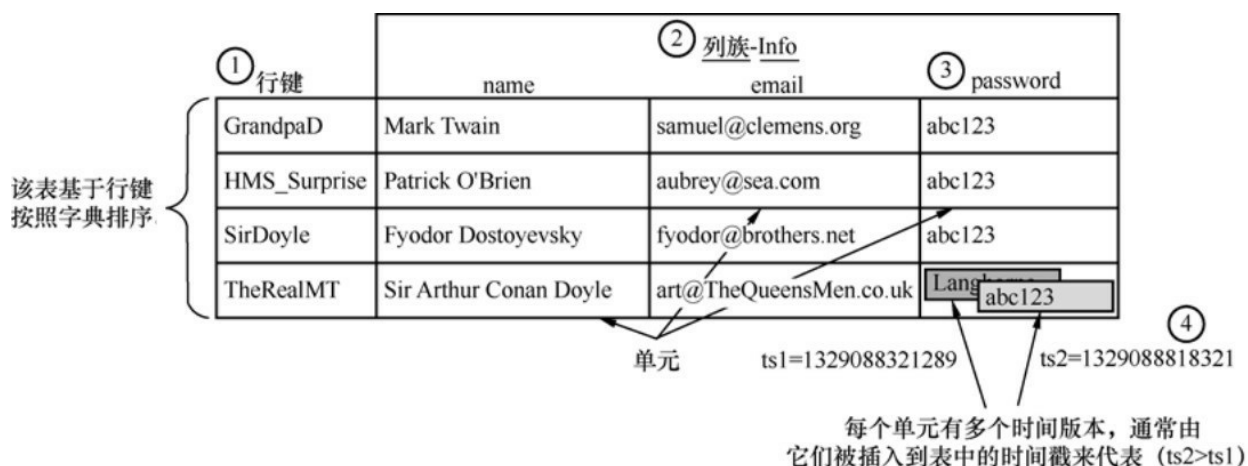 ② 列族-Info
① 行键 name email ③ password
GrandpaD Mark Twain samuel@clemens.org abc123
HMS_Surprise Patrick O'Brien aubrey@sea.com abc123
该表基于行键
按照字典排序
SirDoyle Fyodor Dostoyevsky fyodor@brothers.net abc123
TheRealMT Sir Arthur Conan Doyle art@TheQueensMen.co.uk
abc123
④
单元 ts1=1329088321289 ts2=1329088818321
每个单元有多个时间版本，通常由
它们被插入到表中的时间戳来代表（ts2>ts1）